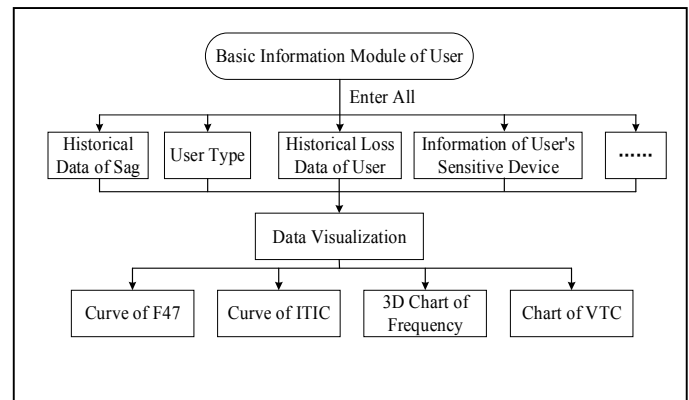 Basic Information Module of User
Enter All
Historical
Data of Sag
User Type
Historical Loss
Data of User
Information of User's
Sensitive Device
......
Data Visualization
Curve of F47
Curve of ITIC
3D Chart of
Frequency
Chart of VTC